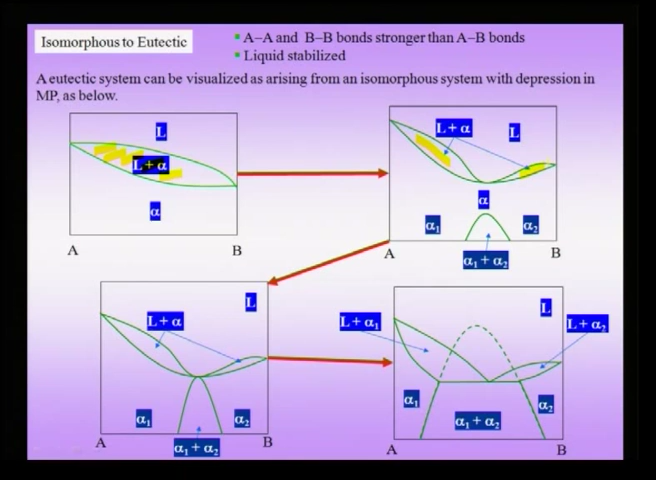 Isomorphous to Eutectic
A–A and B–B bonds stronger than A–B bonds
Liquid stabilized
A eutectic system can be visualized as arising from an isomorphous system with depression in
MP, as below.
L
L + α
α
A
B
L + α
L
α
α₁
α₂
α₁ + α₂
A
B
L
L + α
α₁
α₂
α₁ + α₂
A
B
L
L + α₁
L + α₂
α₁
α₂
α₁ + α₂
A
B